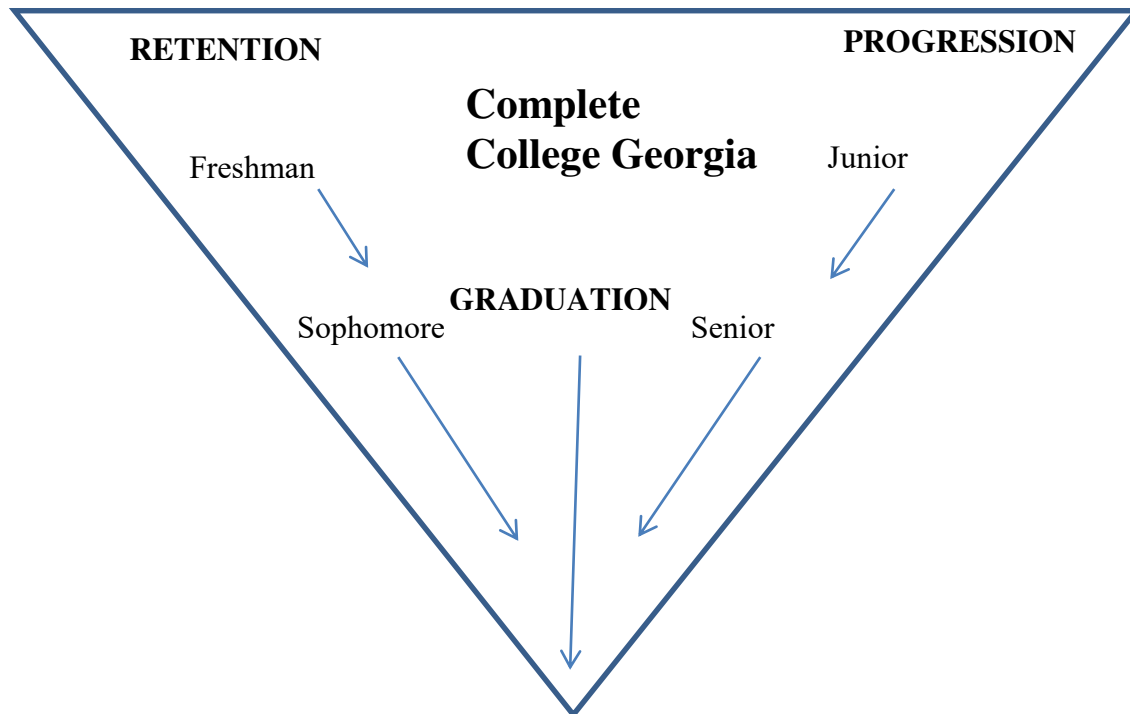 RETENTION
PROGRESSION
Complete
College Georgia
Freshman
Junior
GRADUATION
Sophomore
Senior